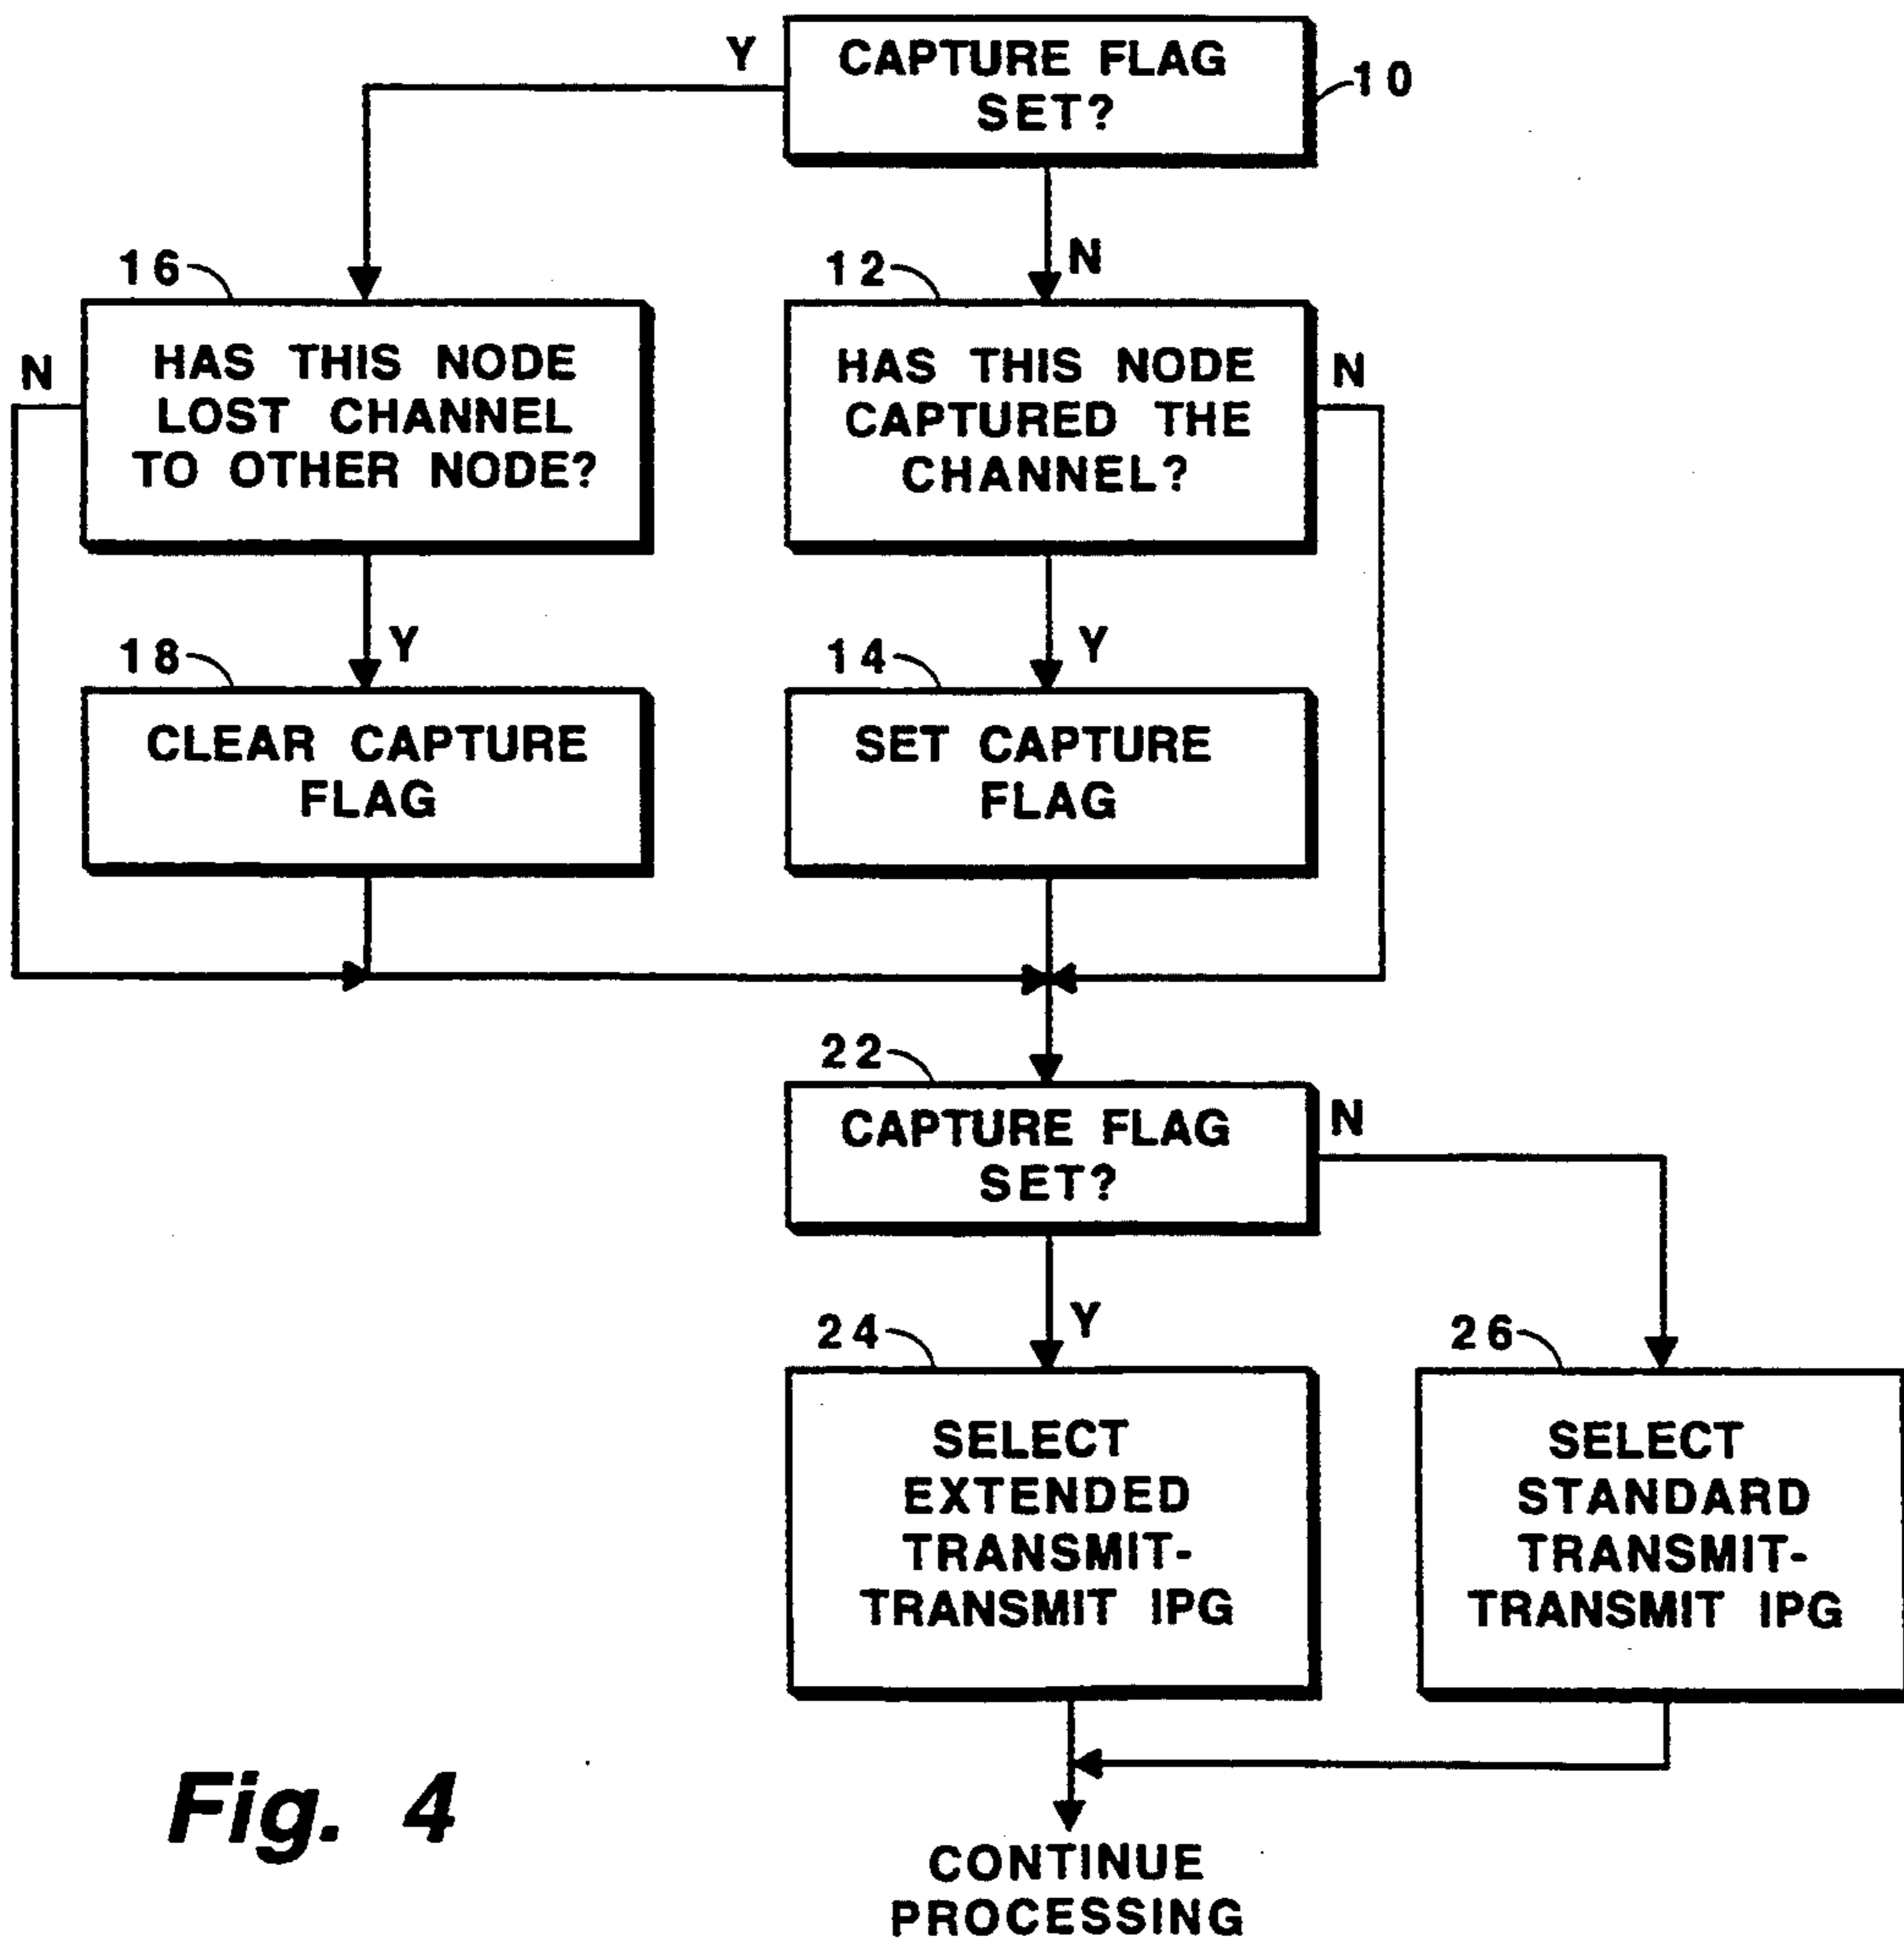 CAPTURE FLAG
SET?
10
Y
N
16
HAS THIS NODE
LOST CHANNEL
TO OTHER NODE?
N
12
HAS THIS NODE
CAPTURED THE
CHANNEL?
N
Y
Y
18
CLEAR CAPTURE
FLAG
14
SET CAPTURE
FLAG
22
CAPTURE FLAG
SET?
N
Y
24
SELECT
EXTENDED
TRANSMIT-
TRANSMIT IPG
26
SELECT
STANDARD
TRANSMIT-
TRANSMIT IPG
CONTINUE
PROCESSING
Fig. 4